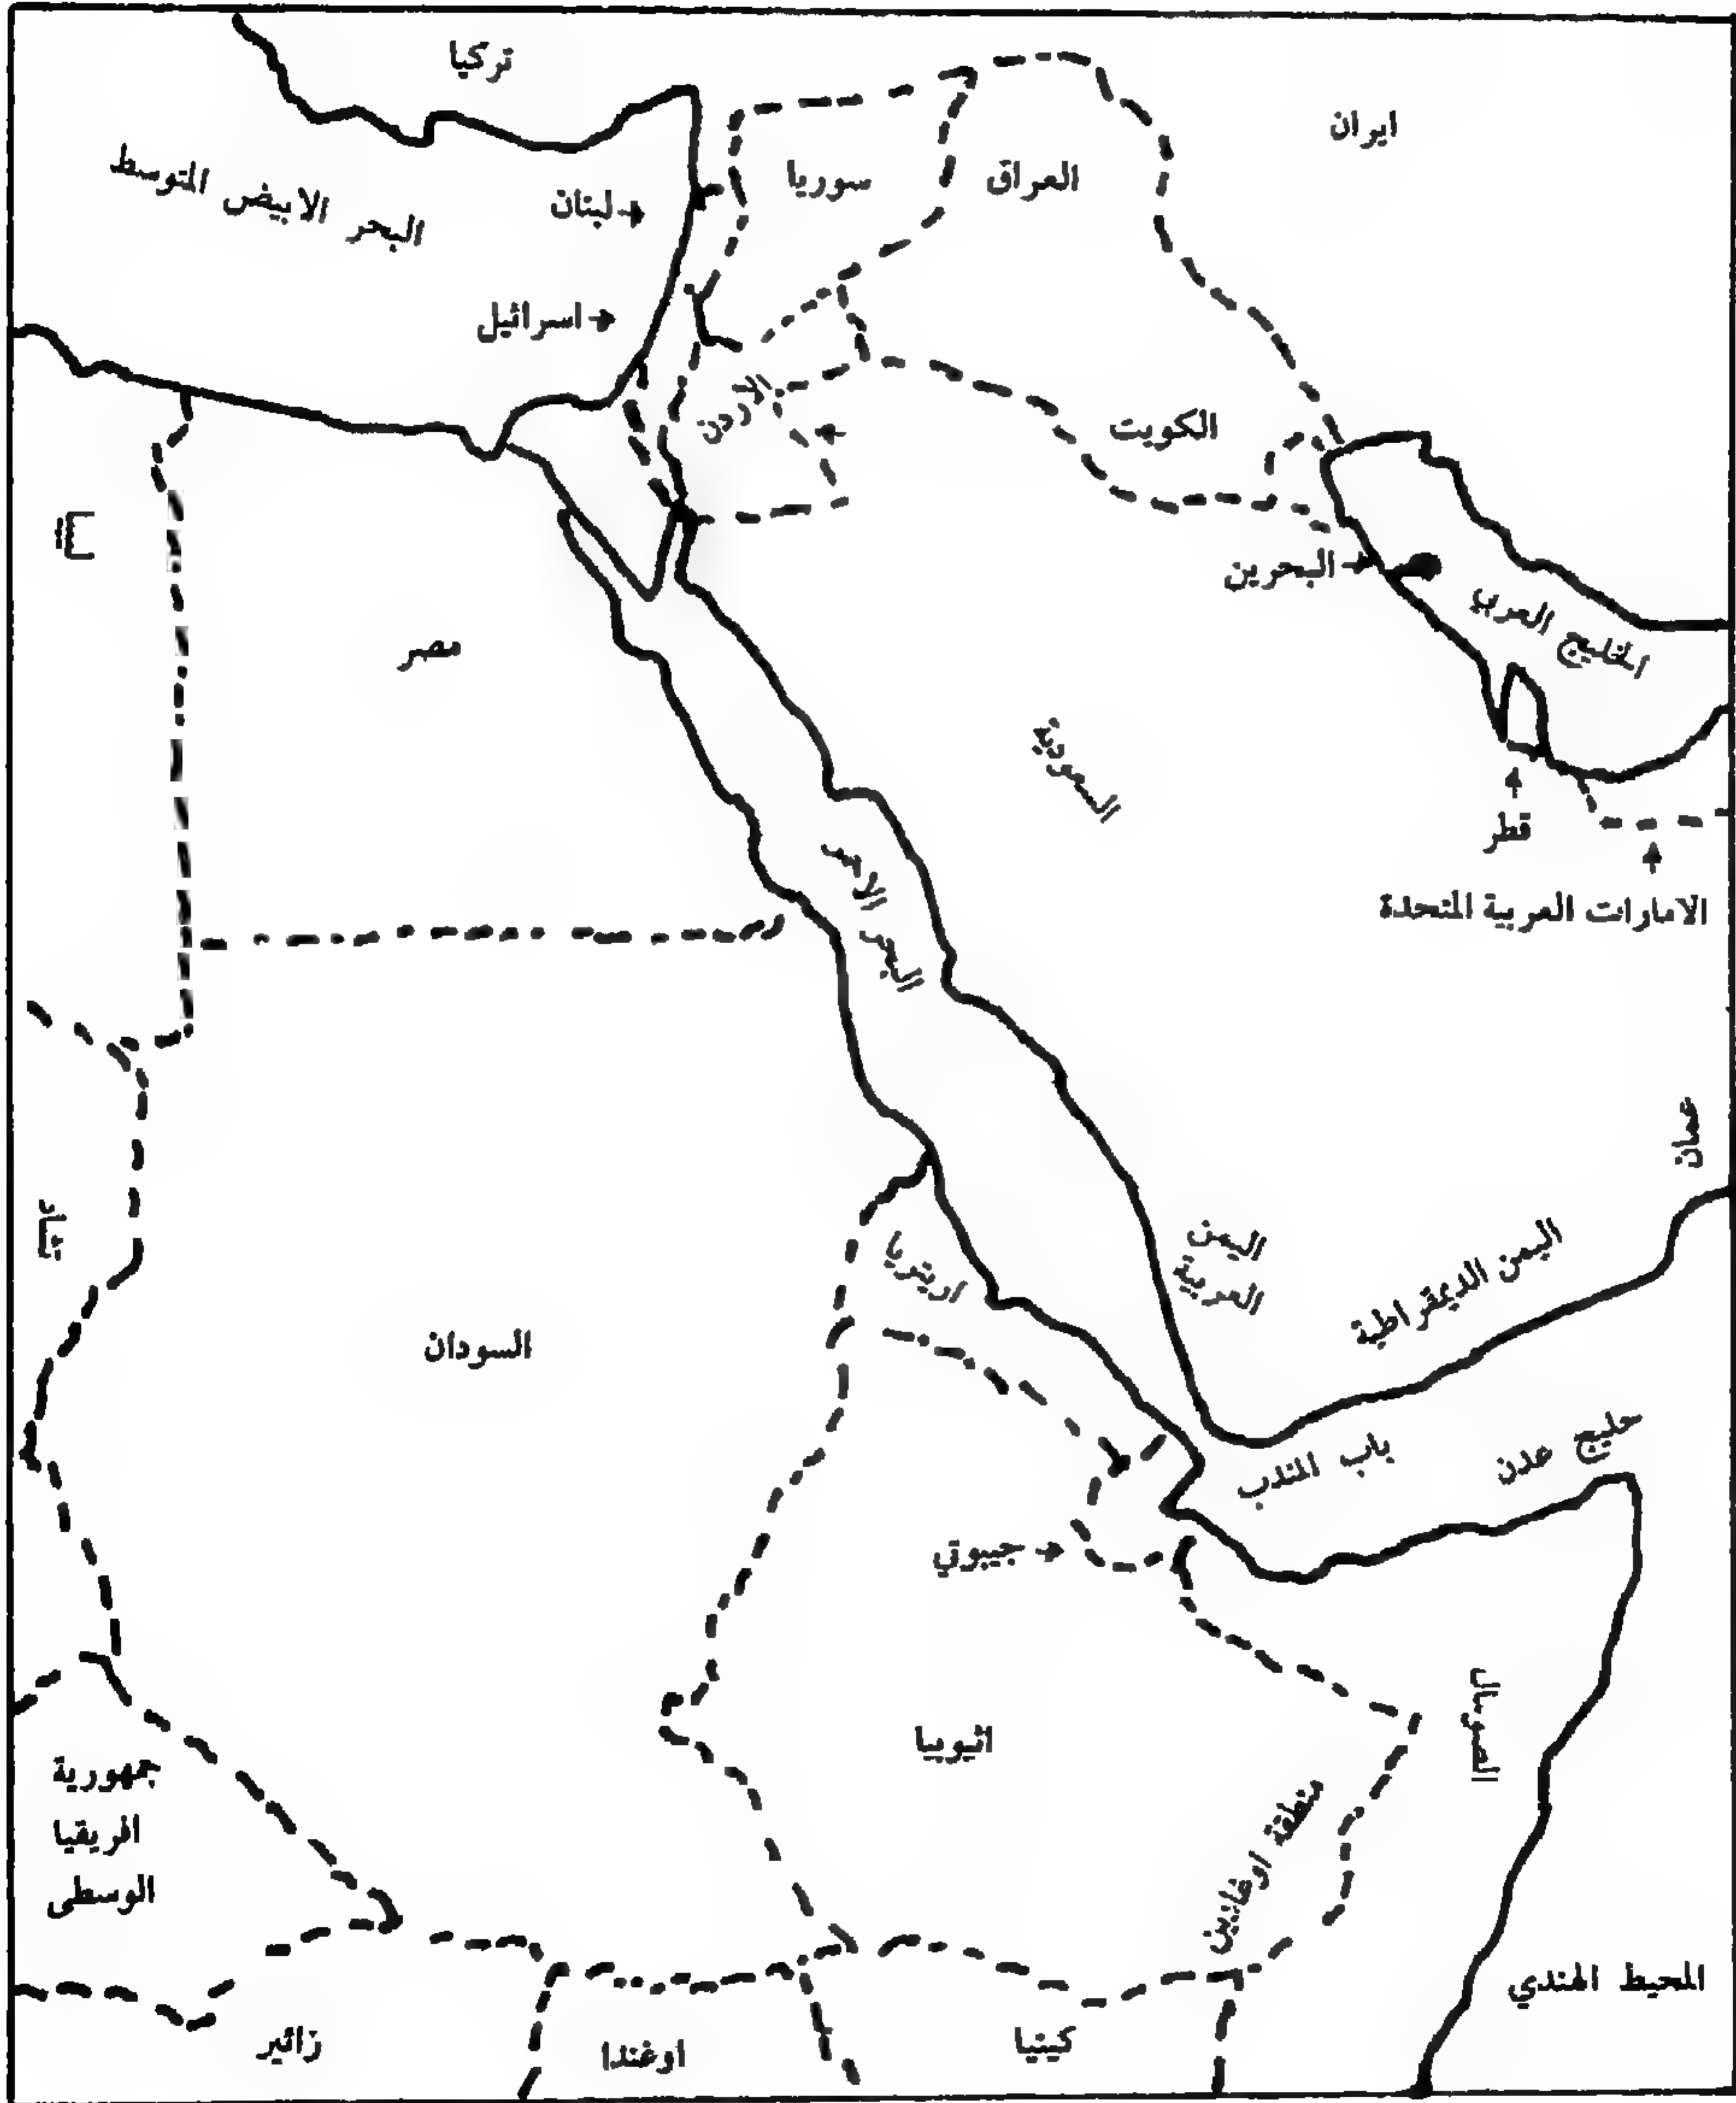 تركيا
ايران
العراق
سوريا
لبنان
البحر الابيض المتوسط
اسرائيل
الاردن
الكويت
البحرين
الخليج العربي
مصر
السعودية
قطر
الامارات العربية المتحدة
البحر الاحمر
عمان
تشاد
اليمن
العربية
اليمن الديمقراطية
اريتريا
السودان
خليج عدن
باب المندب
جيبوتي
الصومال
اثيوبيا
جمهورية
افريقيا
الوسطى
منطقة اوغادين
المحيط الهندي
زائير
اوغندا
كينيا